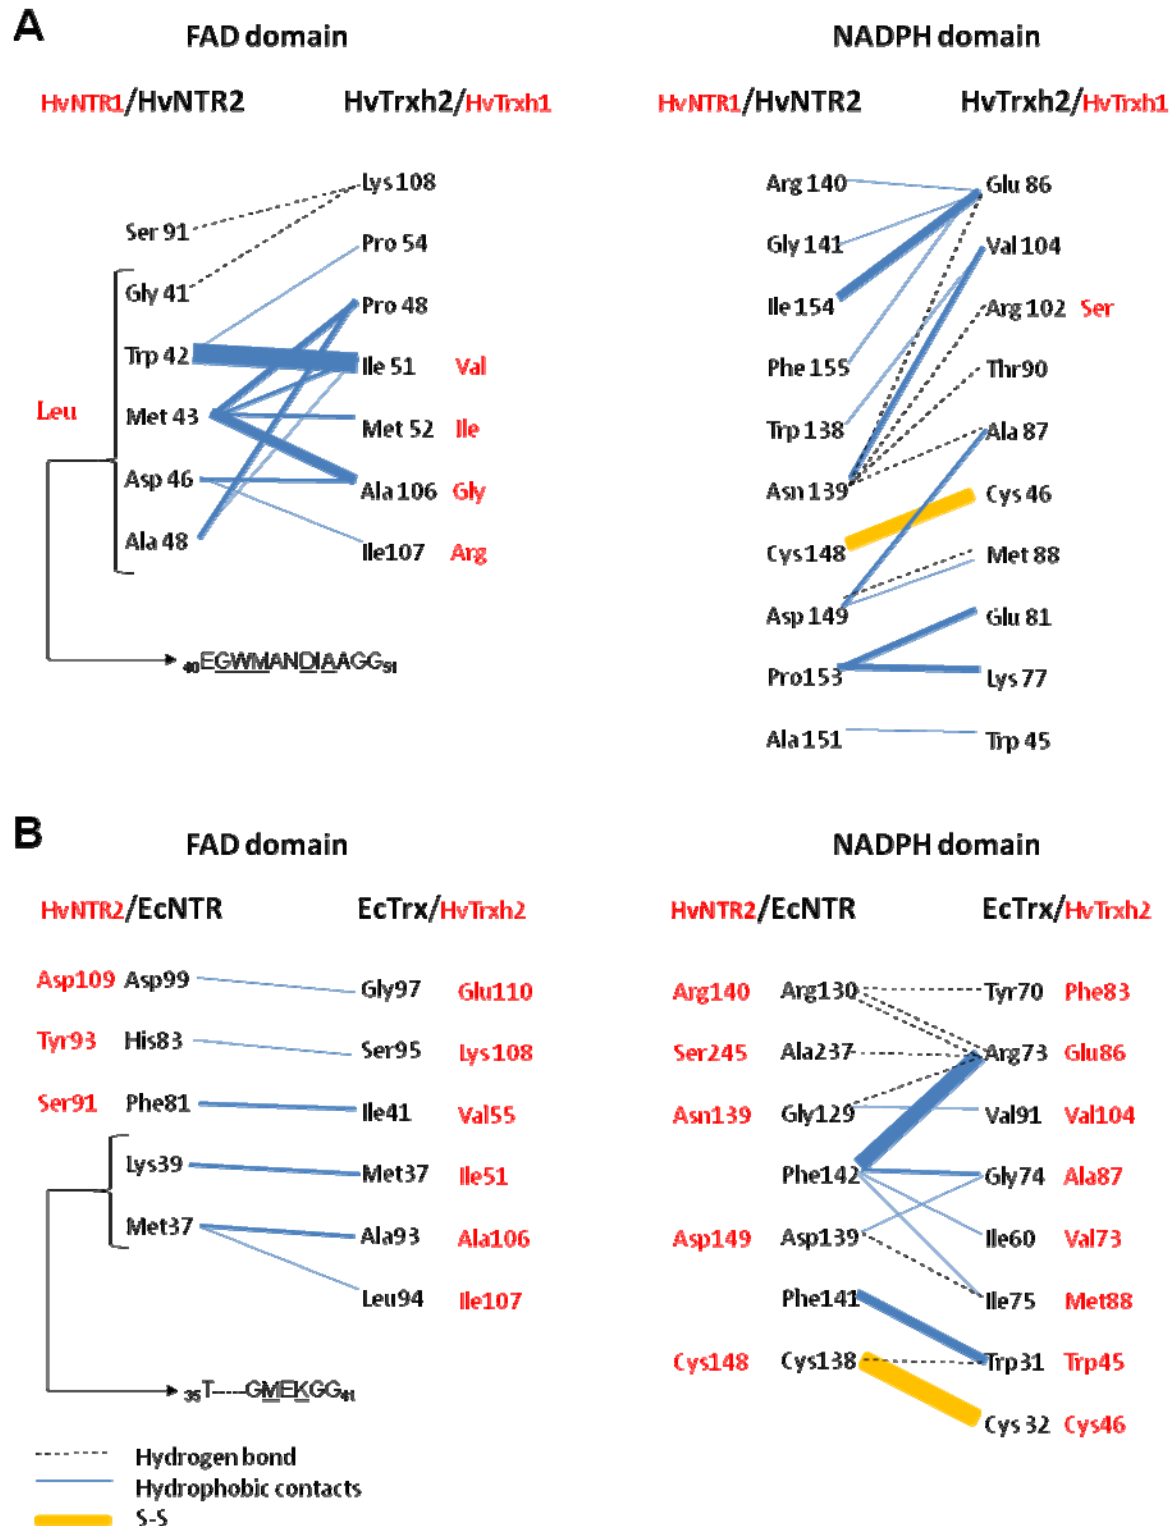 A
FAD domain
HvNTR1/HvNTR2
HvTrxh2/HvTrxh1
Lys 108
Ser 91
Pro 54
Gly 41
Pro 48
Trp 42
Ile 51 Val
Leu
Met 43
Met 52 Ile
Asp 46
Ala 106 Gly
Ala 48
Ile107 Arg
40EGWMANDIAAGG51
NADPH domain
HvNTR1/HvNTR2
HvTrxh2/HvTrxh1
Arg 140
Glu 86
Gly 141
Val 104
Ile 154
Arg 102 Ser
Phe 155
Thr90
Trp 138
Ala 87
Asn 139
Cys 46
Cys 148
Met 88
Asp 149
Glu 81
Pro153
Lys 77
Ala 151
Trp 45
B
FAD domain
HvNTR2/EcNTR
EcTrx/HvTrxh2
Asp109 Asp99
Gly97 Glu110
Tyr93 His83
Ser95 Lys108
Ser91 Phe81
Ile41 Val55
Lys39
Met37 Ile51
Met37
Ala93 Ala106
Leu94 Ile107
35T----GMEKGG41
NADPH domain
HvNTR2/EcNTR
EcTrx/HvTrxh2
Arg140 Arg130
Tyr70 Phe83
Ser245 Ala237
Arg73 Glu86
Asn139 Gly129
Val91 Val104
Phe142
Gly74 Ala87
Asp149 Asp139
Ile60 Val73
Phe141
Ile75 Met88
Cys148 Cys138
Trp31 Trp45
Cys 32 Cys46
Hydrogen bond
Hydrophobic contacts
S-S